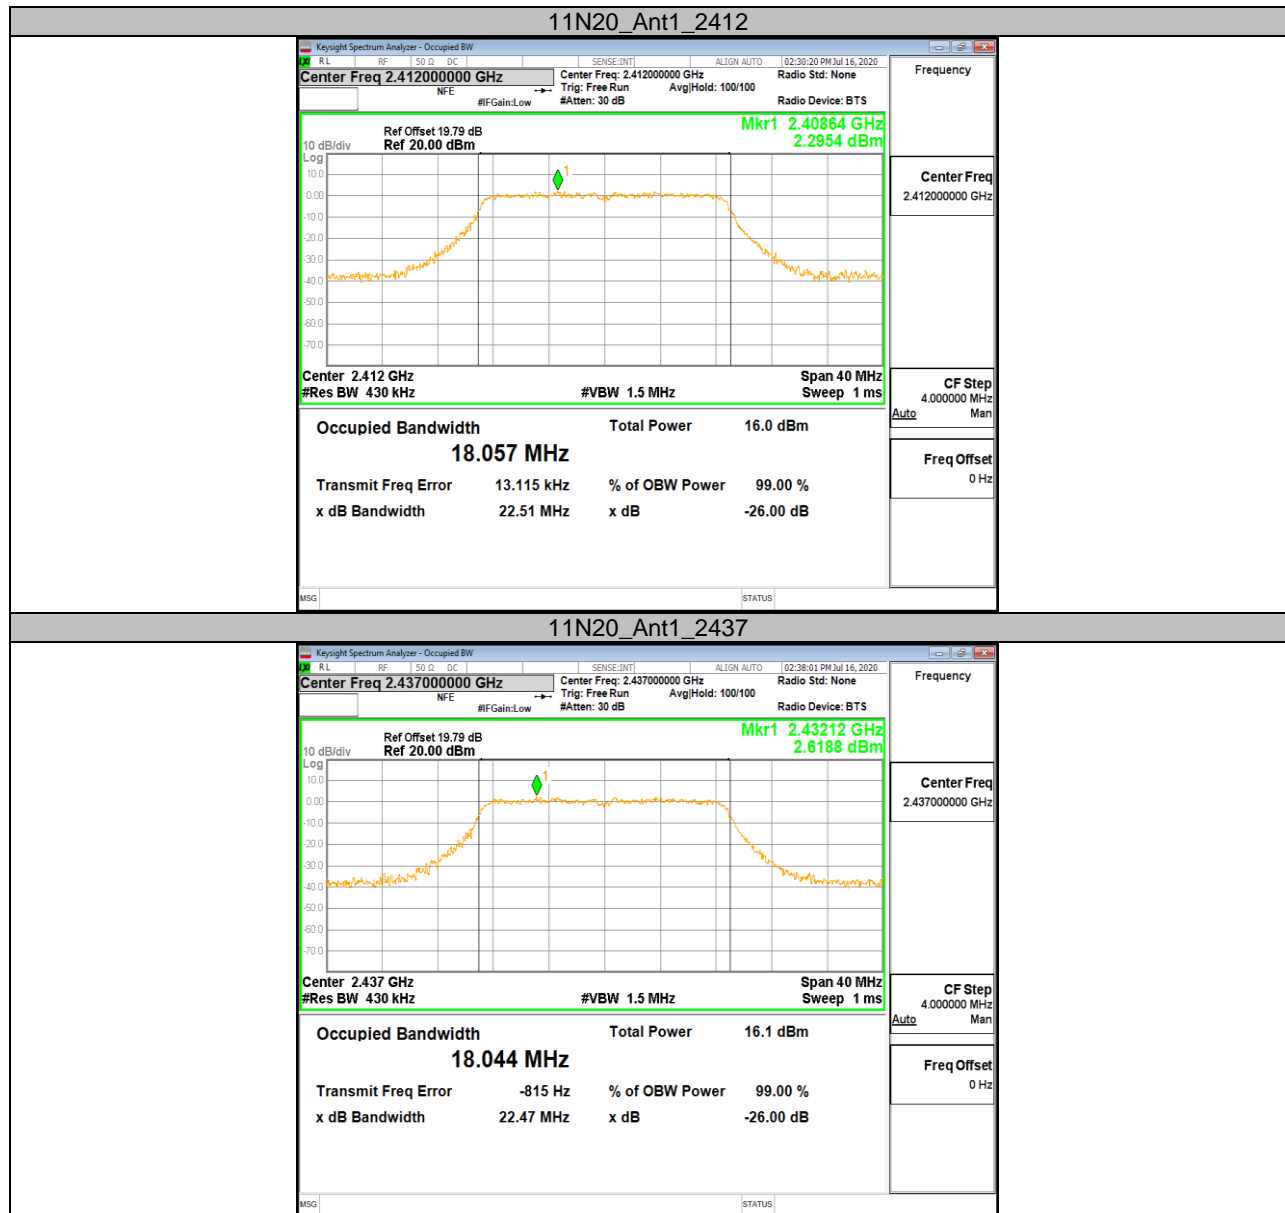 11N20_Ant1_2412
Keysight Spectrum Analyzer - Occupied BW
RL RF 50 Ω DC SENSE:INT ALIGN AUTO 02:30:20 PM Jul 16, 2020
Center Freq 2.412000000 GHz Center Freq: 2.412000000 GHz Radio Std: None Frequency
NFE Trig: Free Run Avg|Hold: 100/100
#IFGain:Low #Atten: 30 dB Radio Device: BTS
Mkr1 2.40864 GHz
Ref Offset 19.79 dB 2.2954 dBm
10 dB/div Ref 20.00 dBm
Log
1
10.0
0.00
-10.0
-20.0
-30.0
-40.0
-50.0
-60.0
-70.0
Center Freq
2.412000000 GHz
Center 2.412 GHz Span 40 MHz
#Res BW 430 kHz #VBW 1.5 MHz Sweep 1 ms
CF Step
4.000000 MHz
Auto Man
Occupied Bandwidth Total Power 16.0 dBm
18.057 MHz
Freq Offset
0 Hz
Transmit Freq Error 13.115 kHz % of OBW Power 99.00 %
x dB Bandwidth 22.51 MHz x dB -26.00 dB
MSG STATUS
11N20_Ant1_2437
Keysight Spectrum Analyzer - Occupied BW
RL RF 50 Ω DC SENSE:INT ALIGN AUTO 02:38:01 PM Jul 16, 2020
Center Freq 2.437000000 GHz Center Freq: 2.437000000 GHz Radio Std: None Frequency
NFE Trig: Free Run Avg|Hold: 100/100
#IFGain:Low #Atten: 30 dB Radio Device: BTS
Mkr1 2.43212 GHz
Ref Offset 19.79 dB 2.6188 dBm
10 dB/div Ref 20.00 dBm
Log
1
10.0
0.00
-10.0
-20.0
-30.0
-40.0
-50.0
-60.0
-70.0
Center Freq
2.437000000 GHz
Center 2.437 GHz Span 40 MHz
#Res BW 430 kHz #VBW 1.5 MHz Sweep 1 ms
CF Step
4.000000 MHz
Auto Man
Occupied Bandwidth Total Power 16.1 dBm
18.044 MHz
Freq Offset
0 Hz
Transmit Freq Error -815 Hz % of OBW Power 99.00 %
x dB Bandwidth 22.47 MHz x dB -26.00 dB
MSG STATUS